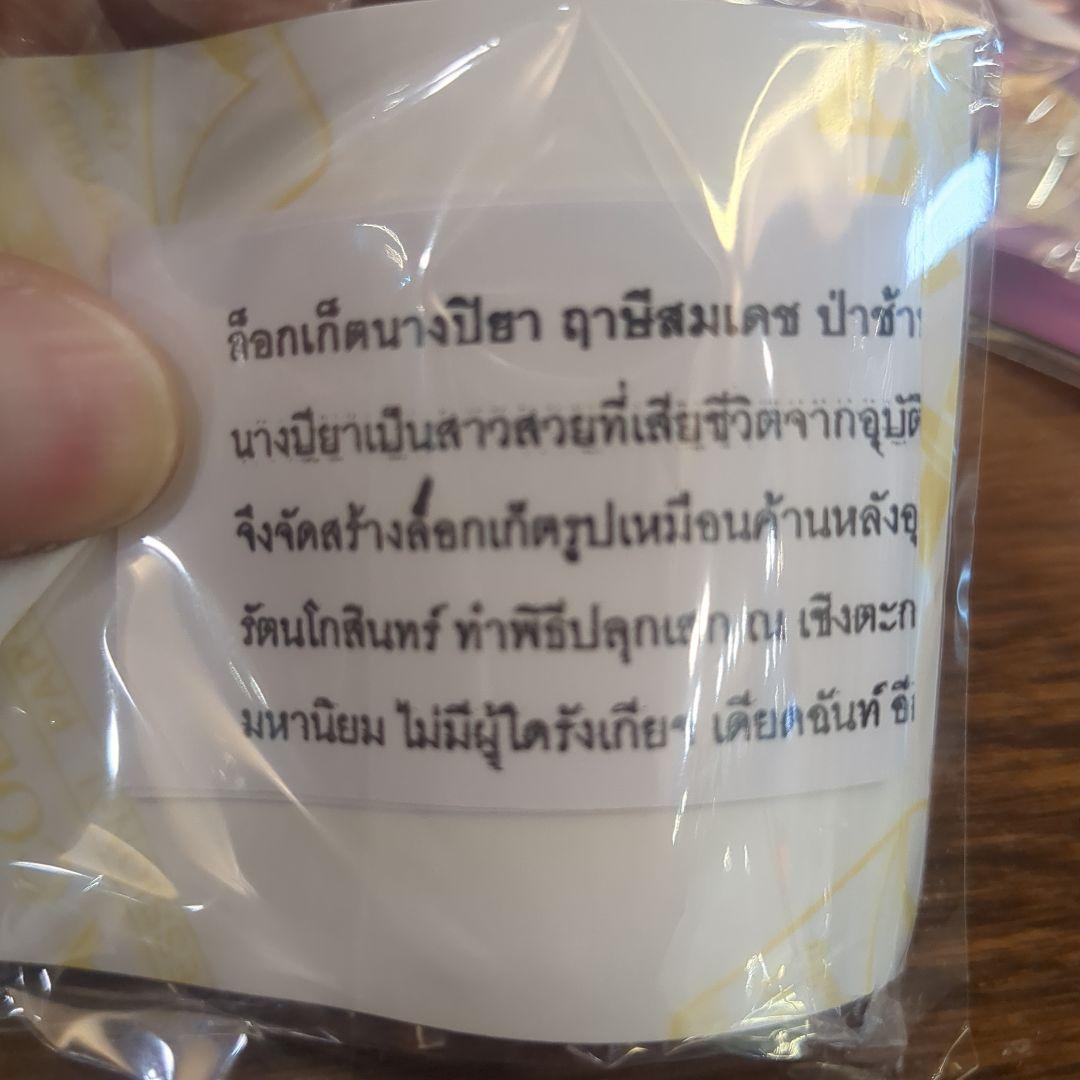 ล็อกเก็ตนางปียา ฤาษีสมเดช ป่าช้า
นางปียาเป็นสาวสวยที่เสียชีวิตจากอุบัติ
จึงจัดสร้างล็อกเก็ตรูปเหมือนด้านหลังอุ
รัตนโกสินทร์ ทำพิธีปลุกเสก ณ เชิงตะก
มหานิยม ไม่มีผู้ใดรังเกียจ เดียดฉันท์